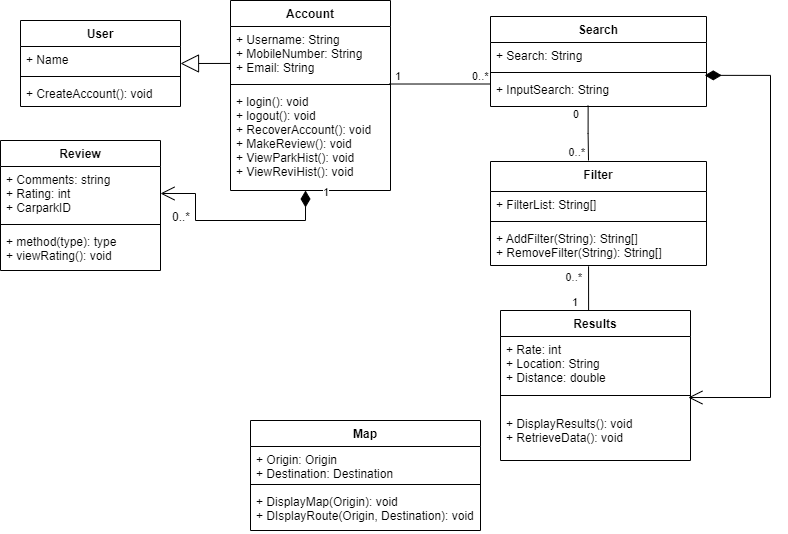 User
+ Name
+ CreateAccount(): void
Account
+ Username: String
+ MobileNumber: String
+ Email: String
+ login(): void
+ logout(): void
+ RecoverAccount(): void
+ MakeReview(): void
+ ViewParkHist(): void
+ ViewReviHist(): void
1
0..*
Search
+ Search: String
+ InputSearch: String
0
0..*
Review
+ Comments: string
+ Rating: int
+ CarparkID
+ method(type): type
+ viewRating(): void
1
0..*
Filter
+ FilterList: String[]
+ AddFilter(String): String[]
+ RemoveFilter(String): String[]
0..*
1
Results
+ Rate: int
+ Location: String
+ Distance: double
+ DisplayResults(): void
+ RetrieveData(): void
Map
+ Origin: Origin
+ Destination: Destination
+ DisplayMap(Origin): void
+ DIsplayRoute(Origin, Destination): void